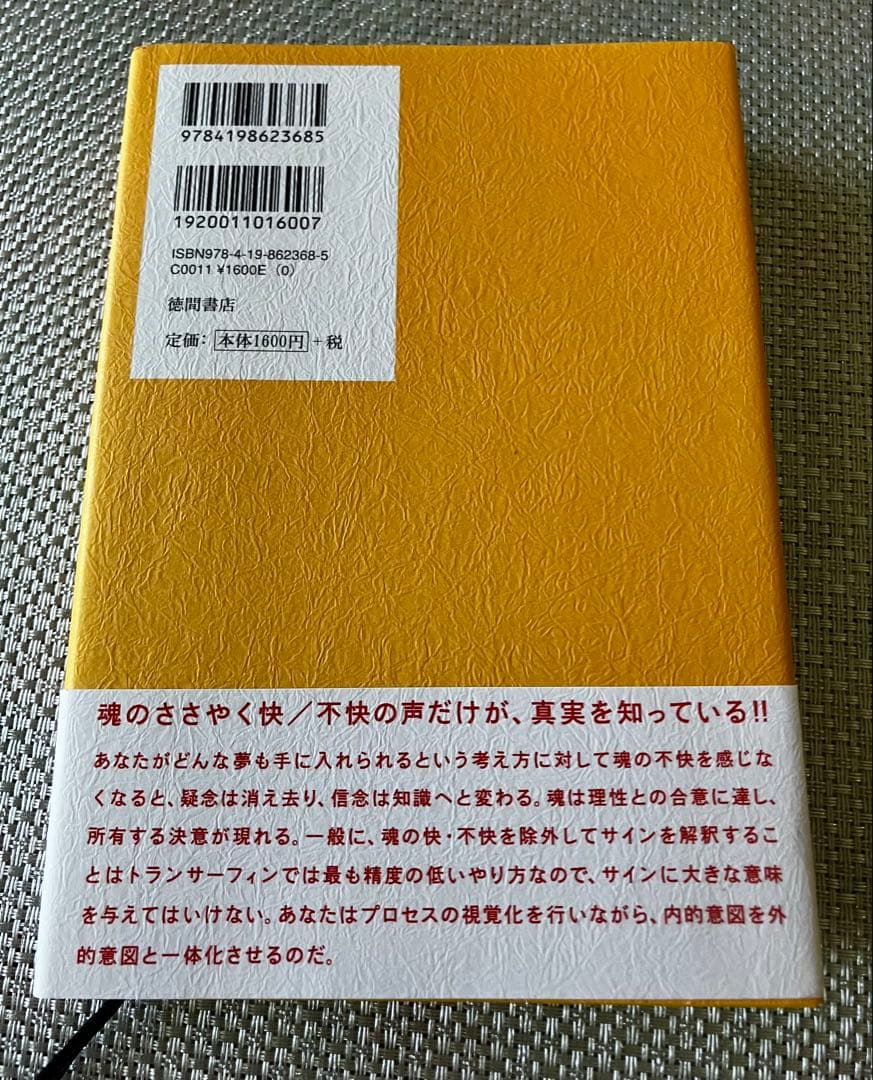 9784198623685
1920011016007
ISBN978-4-19-862368-5
C0011 ¥1600E (0)
徳間書店
定価：本体1600円＋税
魂のささやく快／不快の声だけが、真実を知っている!!
あなたがどんな夢も手に入れられるという考え方に対して魂の不快を感じな
くなると、疑念は消え去り、信念は知識へと変わる。魂は理性との合意に達し、
所有する決意が現れる。一般に、魂の快・不快を除外してサインを解釈するこ
とはトランサーフィンでは最も精度の低いやり方なので、サインに大きな意味
を与えてはいけない。あなたはプロセスの視覚化を行いながら、内的意図を外
的意図と一体化させるのだ。